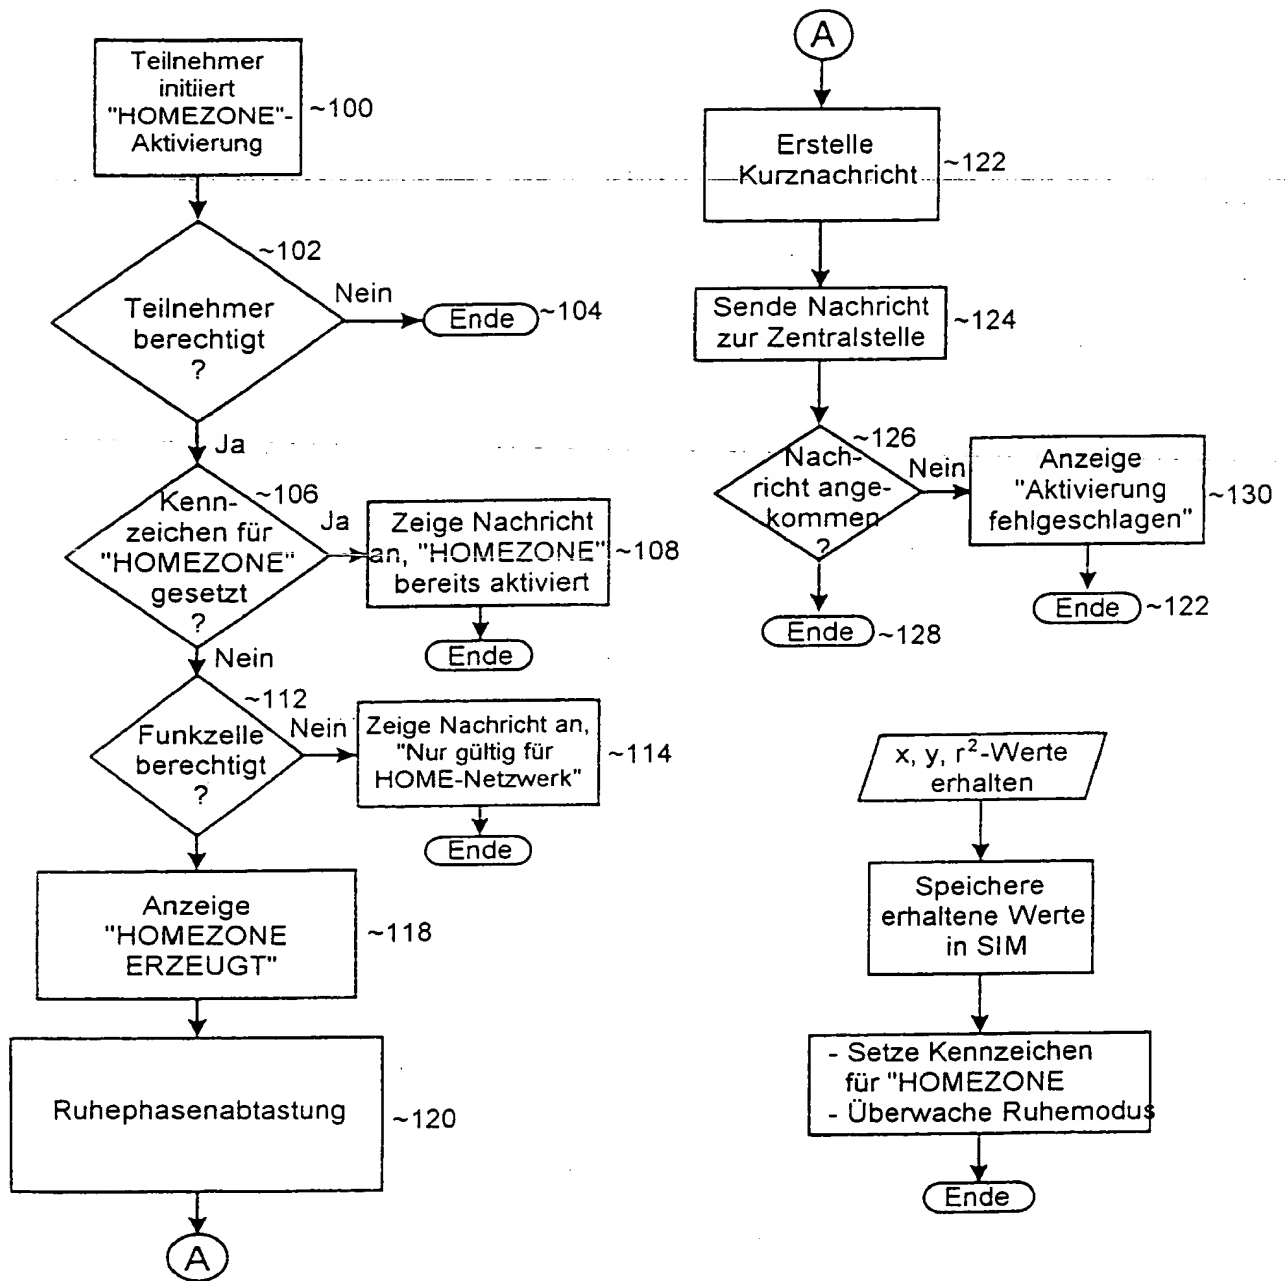 Teilnehmer
initiiert
"HOMEZONE"-
Aktivierung
~100
~102
Teilnehmer
berechtigt
?
Nein
Ende
~104
Ja
~106
Kenn-
zeichen für
"HOMEZONE"
gesetzt
?
Ja
Zeige Nachricht
an, "HOMEZONE"
bereits aktiviert
~108
Ende
Nein
~112
Funkzelle
berechtigt
?
Nein
Zeige Nachricht an,
"Nur gültig für
HOME-Netzwerk"
~114
Ende
Anzeige
"HOMEZONE
ERZEUGT"
~118
Ruhephasenabtastung
~120
A
A
Erstelle
Kurznachricht
~122
Sende Nachricht
zur Zentralstelle
~124
~126
Nach-
richt ange-
kommen
?
Nein
Anzeige
"Aktivierung
fehlgeschlagen"
~130
Ende
~122
Ende
~128
x, y, r²-Werte
erhalten
Speichere
erhaltene Werte
in SIM
- Setze Kennzeichen
für "HOMEZONE
- Überwache Ruhemodus
Ende